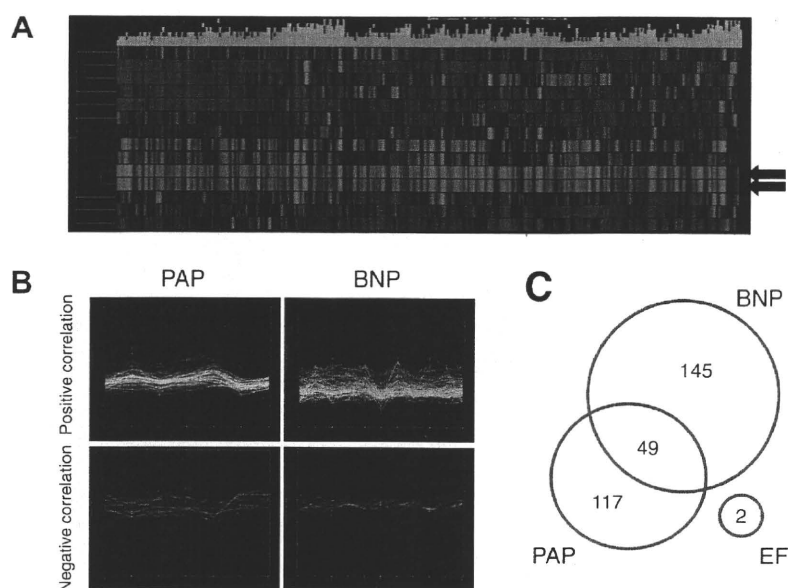 A
B
PAP
BNP
Positive correlation
Negative correlation
C
BNP
145
49
117
2
PAP
EF